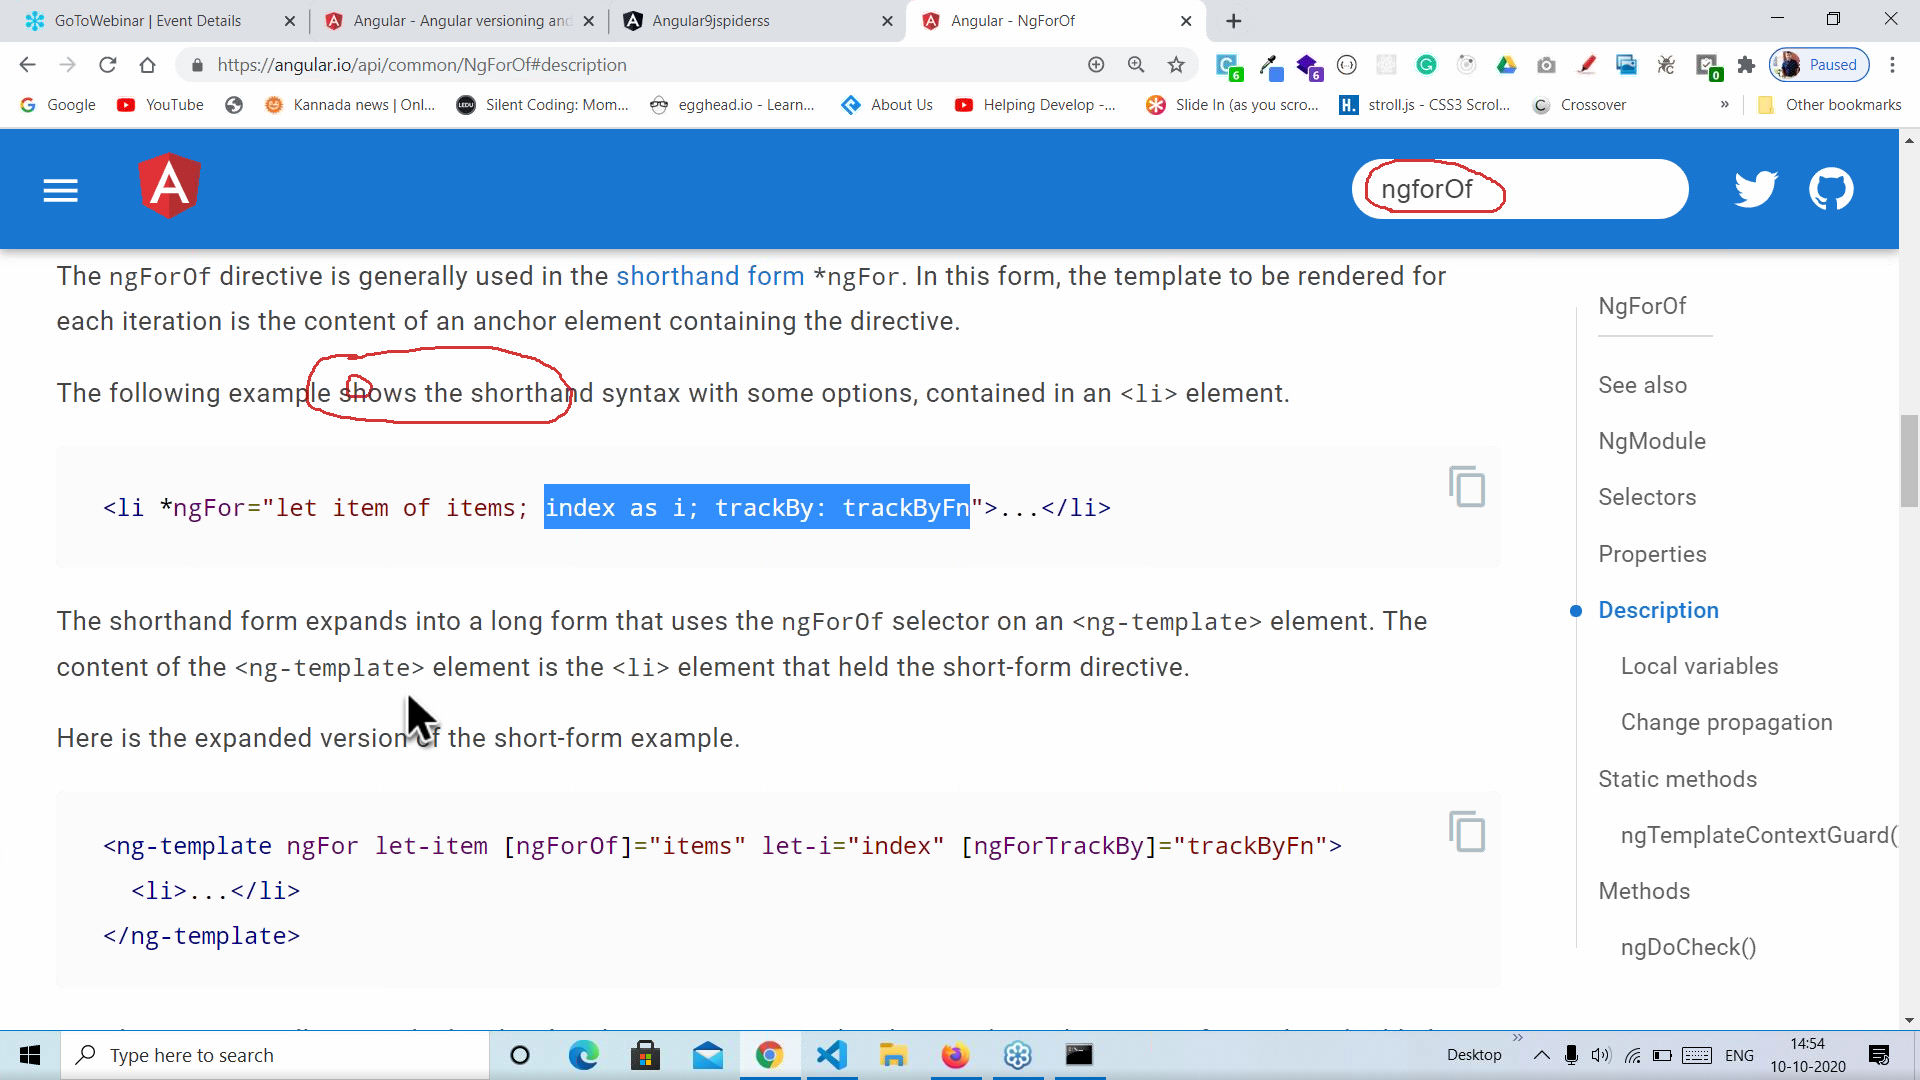 GoToWebinar | Event Details
Angular - Angular versioning and
Angular9jspiderss
Angular - NgForOf
https://angular.io/api/common/NgForOf#description
6
6
0
Paused
Google
YouTube
Kannada news | Onl...
Silent Coding: Mom...
egghead.io - Learn...
About Us
Helping Develop -...
Slide In (as you scro...
H.
stroll.js - CSS3 Scrol...
Crossover
»
Other bookmarks
ngforOf
The ngForOf directive is generally used in the shorthand form *ngFor. In this form, the template to be rendered for
each iteration is the content of an anchor element containing the directive.
The following example shows the shorthand syntax with some options, contained in an <li> element.
<li *ngFor="let item of items; index as i; trackBy: trackByFn">...</li>
The shorthand form expands into a long form that uses the ngForOf selector on an <ng-template> element. The
content of the <ng-template> element is the <li> element that held the short-form directive.
Here is the expanded version of the short-form example.
<ng-template ngFor let-item [ngForOf]="items" let-i="index" [ngForTrackBy]="trackByFn">
<li>...</li>
</ng-template>
NgForOf
See also
NgModule
Selectors
Properties
Description
Local variables
Change propagation
Static methods
ngTemplateContextGuard(
Methods
ngDoCheck()
Type here to search
Desktop
»
ENG
14:54
10-10-2020